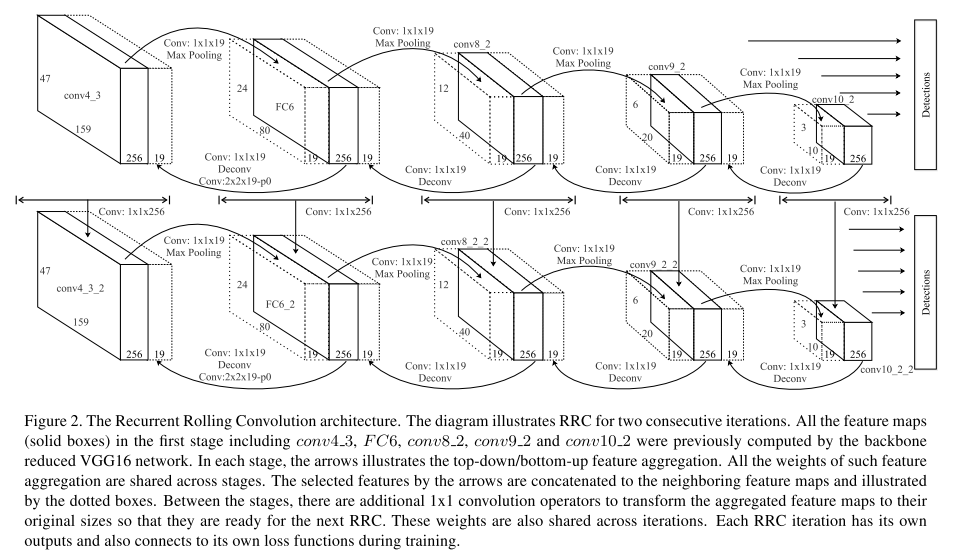 Conv: 1x1x19
Max Pooling
47
conv4_3
159
256
19
Conv: 1x1x19
Deconv
Conv:2x2x19-p0
24
FC6
80
19
256
19
Conv: 1x1x19
Max Pooling
conv8_2
12
40
19
256
19
Conv: 1x1x19
Deconv
Conv: 1x1x19
Max Pooling
conv9_2
6
20
19
256
19
Conv: 1x1x19
Deconv
Conv: 1x1x19
Max Pooling
conv10_2
3
10
19
256
Conv: 1x1x19
Deconv
Detections
Conv: 1x1x256
Conv: 1x1x256
Conv: 1x1x256
Conv: 1x1x256
Conv: 1x1x256
Conv: 1x1x19
Max Pooling
47
conv4_3_2
159
256
19
Conv: 1x1x19
Deconv
Conv:2x2x19-p0
24
FC6_2
80
19
256
19
Conv: 1x1x19
Max Pooling
conv8_2_2
12
40
19
256
19
Conv: 1x1x19
Deconv
Conv: 1x1x19
Max Pooling
conv9_2_2
6
20
19
256
19
Conv: 1x1x19
Deconv
Conv: 1x1x19
Max Pooling
3
10
19
256
conv10_2_2
Conv: 1x1x19
Deconv
Detections
Figure 2. The Recurrent Rolling Convolution architecture. The diagram illustrates RRC for two consecutive iterations. All the feature maps
(solid boxes) in the first stage including conv4_3, FC6, conv8_2, conv9_2 and conv10_2 were previously computed by the backbone
reduced VGG16 network. In each stage, the arrows illustrates the top-down/bottom-up feature aggregation. All the weights of such feature
aggregation are shared across stages. The selected features by the arrows are concatenated to the neighboring feature maps and illustrated
by the dotted boxes. Between the stages, there are additional 1x1 convolution operators to transform the aggregated feature maps to their
original sizes so that they are ready for the next RRC. These weights are also shared across iterations. Each RRC iteration has its own
outputs and also connects to its own loss functions during training.